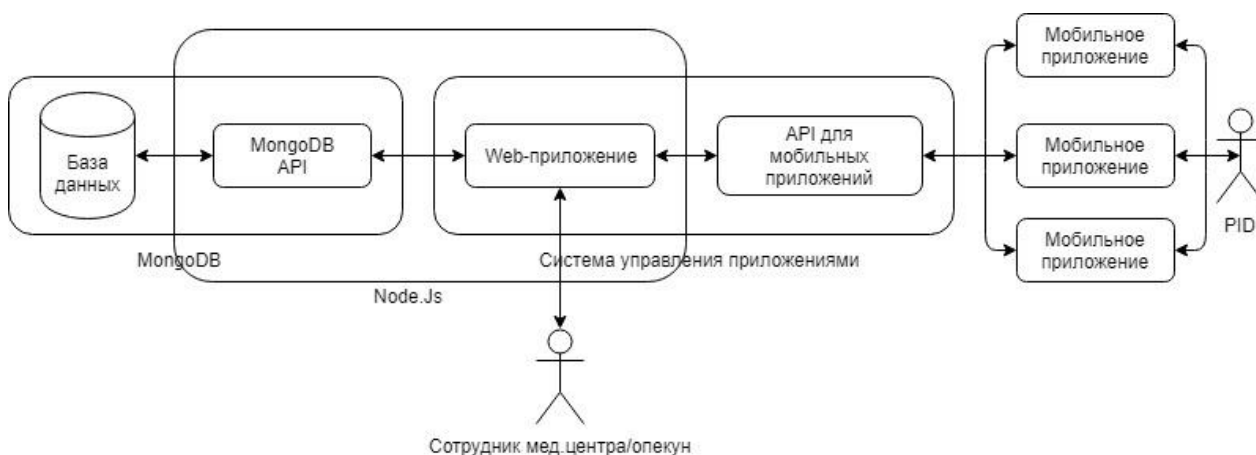 Мобильное
приложение
База
данных
MongoDB
API
Web-приложение
API для
мобильных
приложений
Мобильное
приложение
PID
Мобильное
приложение
MongoDB
Система управления приложениями
Node.Js
Сотрудник мед.центра/опекун